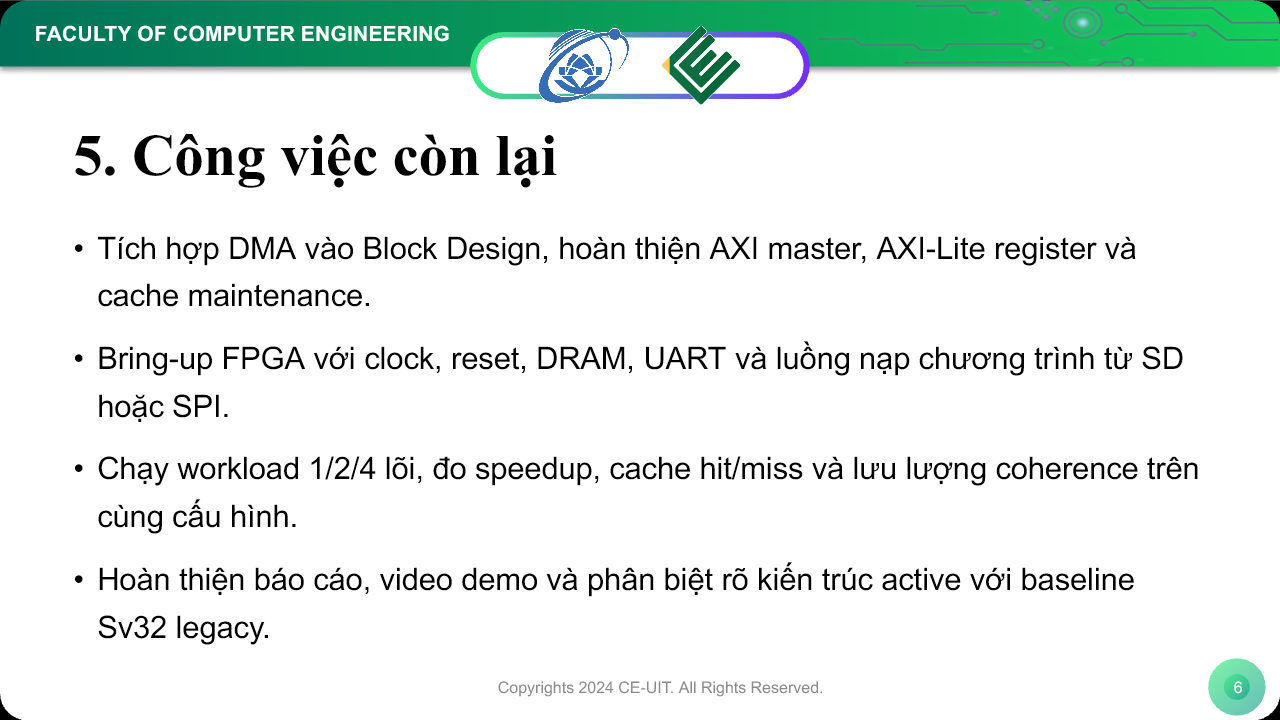 FACULTY OF COMPUTER ENGINEERING
5. Công việc còn lại
• Tích hợp DMA vào Block Design, hoàn thiện AXI master, AXI-Lite register và
cache maintenance.
• Bring-up FPGA với clock, reset, DRAM, UART và luồng nạp chương trình từ SD
hoặc SPI.
• Chạy workload 1/2/4 lõi, đo speedup, cache hit/miss và lưu lượng coherence trên
cùng cấu hình.
• Hoàn thiện báo cáo, video demo và phân biệt rõ kiến trúc active với baseline
Sv32 legacy.
Copyrights 2024 CE-UIT. All Rights Reserved.
6